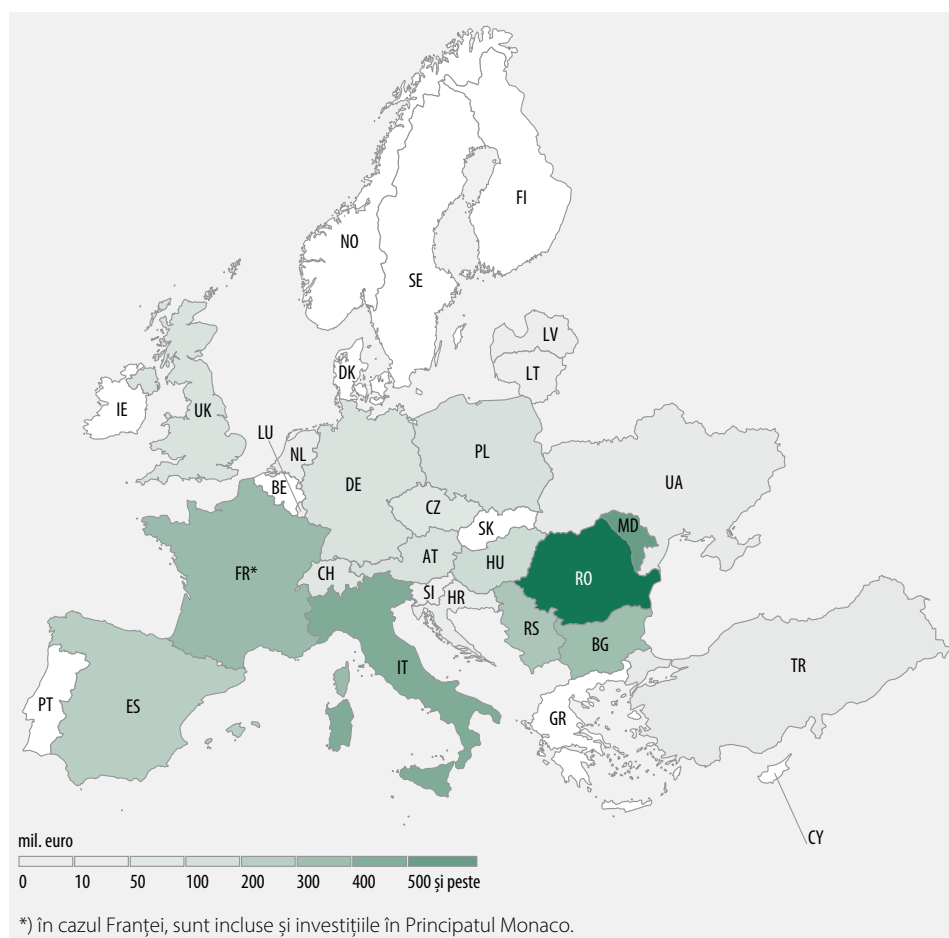 FI
NO
SE
LV
DK
LT
IE
UK
LU
NL
PL
BE
DE
UA
CZ
SK
MD
FR*
CH
AT
HU
RO
SI
HR
RS
BG
IT
TR
PT
ES
GR
CY
mil. euro
0 10 50 100 200 300 400 500 și peste
*) în cazul Franței, sunt incluse și investițiile în Principatul Monaco.